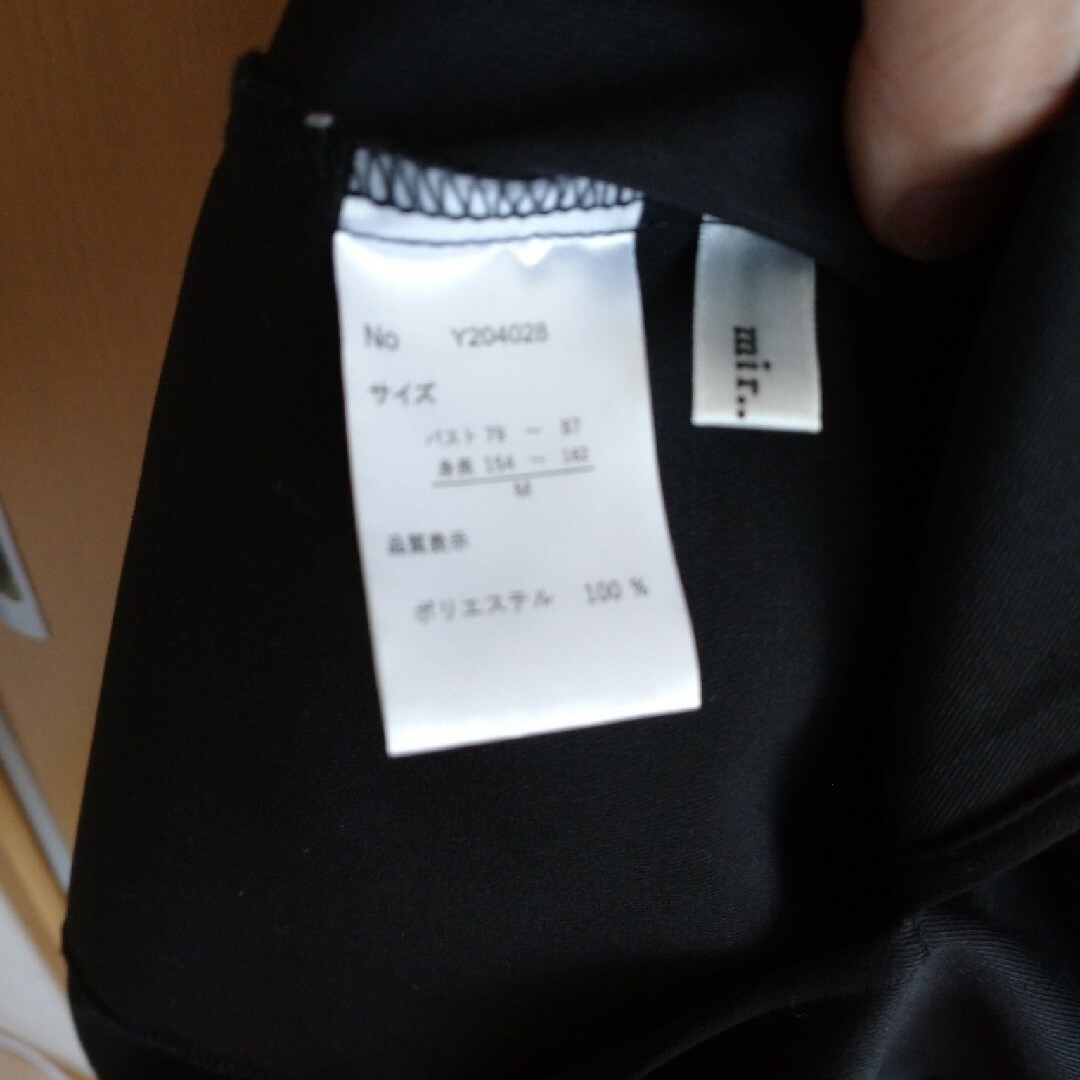 No Y204028
サイズ
バスト 79 ～ 87
身長 154 ～ 162
M
品質表示
ポリエステル 100 %
mir..